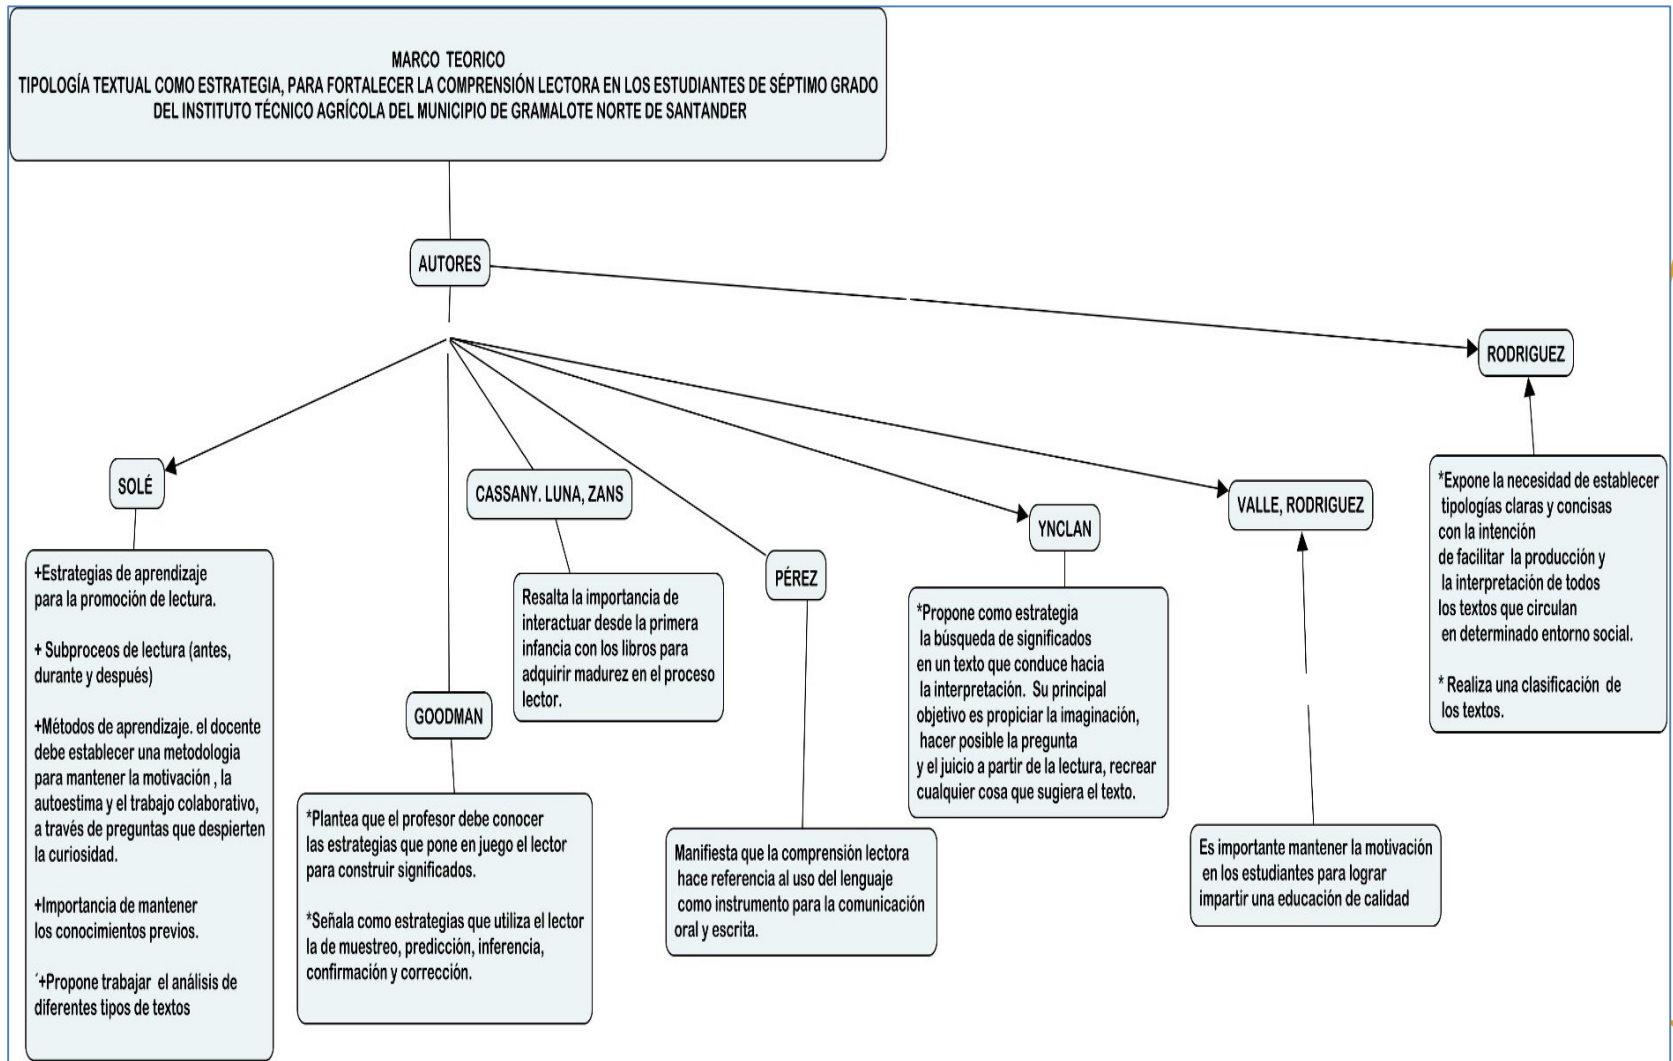 MARCO TEORICO
TIPOLOGÍA TEXTUAL COMO ESTRATEGIA, PARA FORTALECER LA COMPRENSIÓN LECTORA EN LOS ESTUDIANTES DE SÉPTIMO GRADO
DEL INSTITUTO TÉCNICO AGRÍCOLA DEL MUNICIPIO DE GRAMALOTE NORTE DE SANTANDER
AUTORES
SOLÉ
+Estrategias de aprendizaje
para la promoción de lectura.
+ Subproceos de lectura (antes,
durante y después)
+Métodos de aprendizaje. el docente
debe establecer una metodologia
para mantener la motivación , la
autoestima y el trabajo colaborativo,
a través de preguntas que despierten
la curiosidad.
+Importancia de mantener
los conocimientos previos.
´+Propone trabajar el análisis de
diferentes tipos de textos
GOODMAN
*Plantea que el profesor debe conocer
las estrategias que pone en juego el lector
para construir significados.
*Señala como estrategias que utiliza el lector
la de muestreo, predicción, inferencia,
confirmación y corrección.
CASSANY. LUNA, ZANS
Resalta la importancia de
interactuar desde la primera
infancia con los libros para
adquirir madurez en el proceso
lector.
PÉREZ
Manifiesta que la comprensión lectora
hace referencia al uso del lenguaje
como instrumento para la comunicación
oral y escrita.
YNCLAN
*Propone como estrategia
la búsqueda de significados
en un texto que conduce hacia
la interpretación. Su principal
objetivo es propiciar la imaginación,
hacer posible la pregunta
y el juicio a partir de la lectura, recrear
cualquier cosa que sugiera el texto.
VALLE, RODRIGUEZ
Es importante mantener la motivación
en los estudiantes para lograr
impartir una educación de calidad
RODRIGUEZ
*Expone la necesidad de establecer
tipologías claras y concisas
con la intención
de facilitar la producción y
la interpretación de todos
los textos que circulan
en determinado entorno social.
* Realiza una clasificación de
los textos.